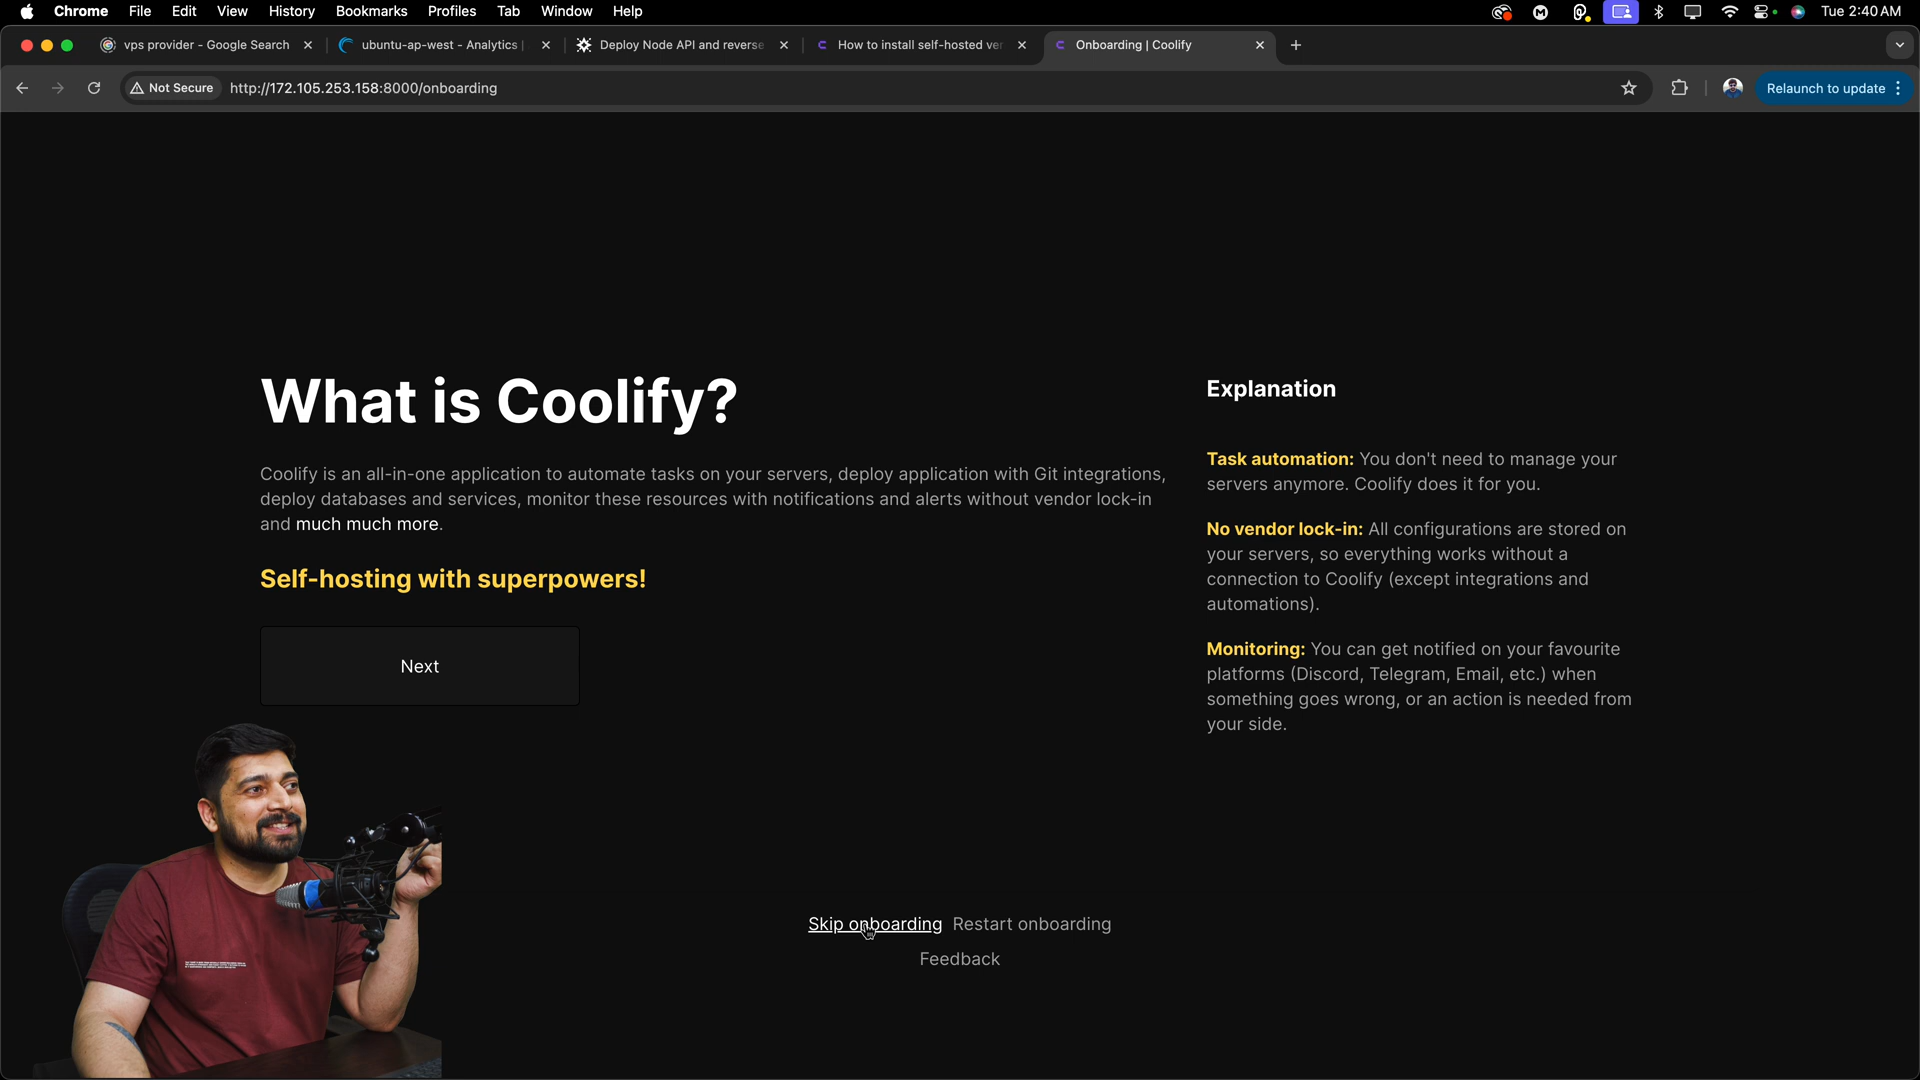 Chrome File Edit View History Bookmarks Profiles Tab Window Help Tue 2:40 AM
vps provider - Google Search ubuntu-ap-west - Analytics | Deploy Node API and reverse How to install self-hosted ver Onboarding | Coolify
Not Secure http://172.105.253.158:8000/onboarding Relaunch to update
What is Coolify?
Coolify is an all-in-one application to automate tasks on your servers, deploy application with Git integrations,
deploy databases and services, monitor these resources with notifications and alerts without vendor lock-in
and much much more.
Self-hosting with superpowers!
Next
Explanation
Task automation: You don't need to manage your
servers anymore. Coolify does it for you.
No vendor lock-in: All configurations are stored on
your servers, so everything works without a
connection to Coolify (except integrations and
automations).
Monitoring: You can get notified on your favourite
platforms (Discord, Telegram, Email, etc.) when
something goes wrong, or an action is needed from
your side.
Skip onboarding Restart onboarding
Feedback